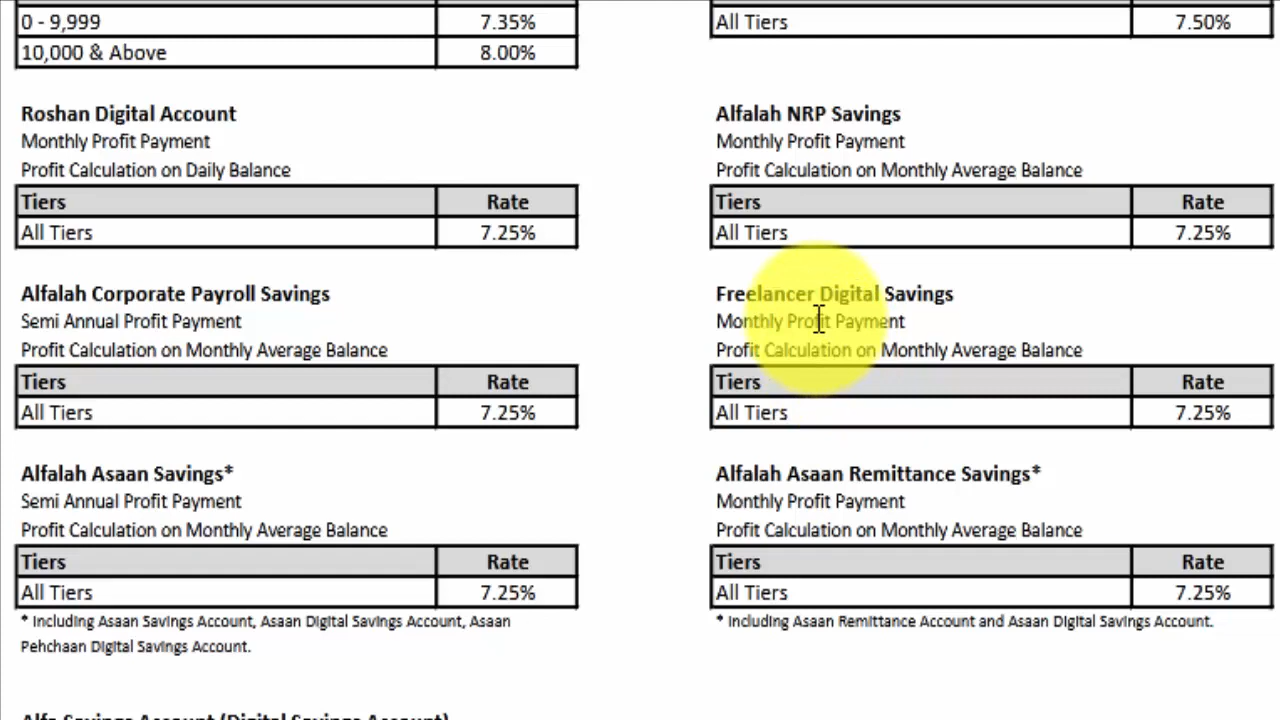 0 - 9,999 7.35%
10,000 & Above 8.00%
All Tiers 7.50%
Roshan Digital Account
Monthly Profit Payment
Profit Calculation on Daily Balance
Tiers Rate
All Tiers 7.25%
Alfalah NRP Savings
Monthly Profit Payment
Profit Calculation on Monthly Average Balance
Tiers Rate
All Tiers 7.25%
Alfalah Corporate Payroll Savings
Semi Annual Profit Payment
Profit Calculation on Monthly Average Balance
Tiers Rate
All Tiers 7.25%
Freelancer Digital Savings
Monthly Profit Payment
Profit Calculation on Monthly Average Balance
Tiers Rate
All Tiers 7.25%
Alfalah Asaan Savings*
Semi Annual Profit Payment
Profit Calculation on Monthly Average Balance
Tiers Rate
All Tiers 7.25%
* Including Asaan Savings Account, Asaan Digital Savings Account, Asaan
Pehchaan Digital Savings Account.
Alfalah Asaan Remittance Savings*
Monthly Profit Payment
Profit Calculation on Monthly Average Balance
Tiers Rate
All Tiers 7.25%
* Including Asaan Remittance Account and Asaan Digital Savings Account.
Alfa Savings Account (Digital Savings Account)